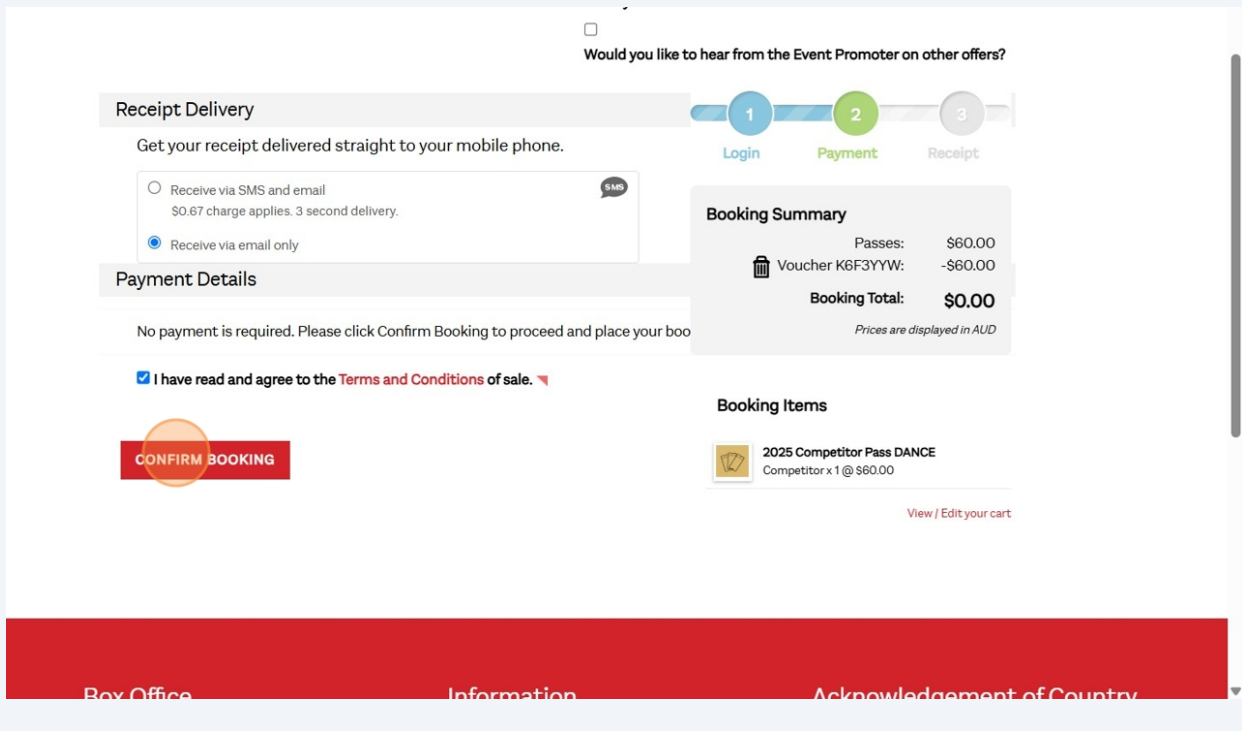 Would you like to hear from the Event Promoter on other offers?
Receipt Delivery
Get your receipt delivered straight to your mobile phone.
Receive via SMS and email
SMS
$0.67 charge applies. 3 second delivery.
Receive via email only
Payment Details
No payment is required. Please click Confirm Booking to proceed and place your boo
I have read and agree to the Terms and Conditions of sale.
CONFIRM BOOKING
1 2 3
Login Payment Receipt
Booking Summary
Passes: $60.00
Voucher K6F3YYW: -$60.00
Booking Total: $0.00
Prices are displayed in AUD
Booking Items
2025 Competitor Pass DANCE
Competitor x 1 @ $60.00
View / Edit your cart
Box Office Information Acknowledgement of Country